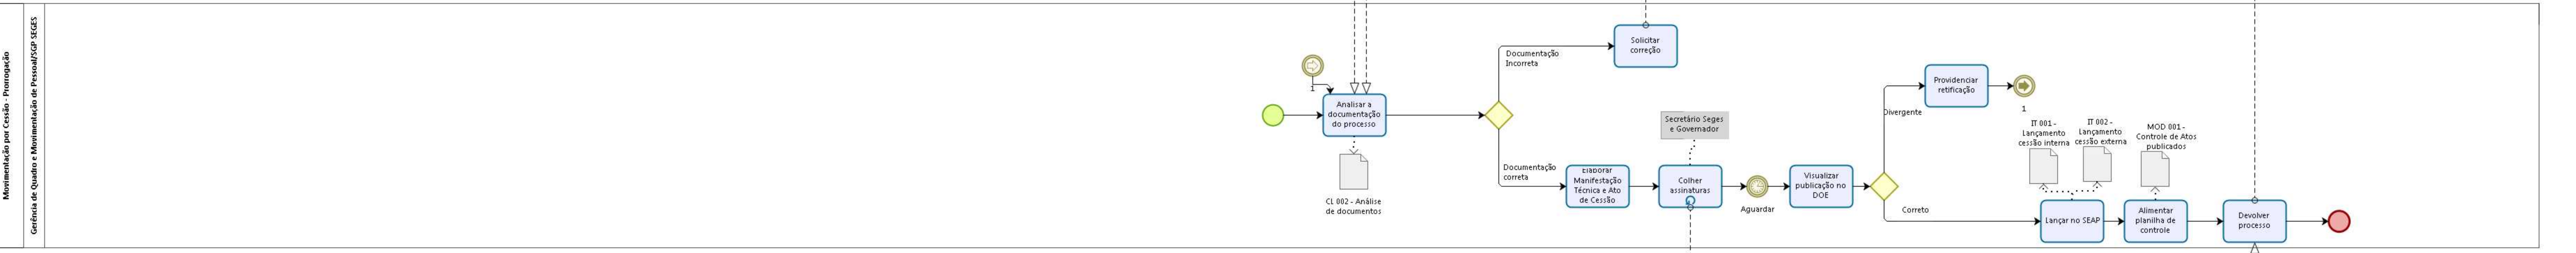 Movimentação por Cessão - Prorrogação
Gerência de Quadro e Movimentação de Pessoal/SGP SEGES
1
Analisar a
documentação
do processo
CL 002 - Análise
de documentos
Documentação
Incorreta
Solicitar
correção
Documentação
correta
Elaborar
Manifestação
Técnica e Ato
de Cessão
Secretário Seges
e Governador
Colher
assinaturas
Aguardar
Visualizar
publicação no
DOE
Divergente
Providenciar
retificação
1
Correto
IT 001 -
Lançamento
cessão interna
IT 002 -
Lançamento
cessão externa
MOD 001 -
Controle de Atos
publicados
Lançar no SEAP
Alimentar
planilha de
controle
Devolver
processo